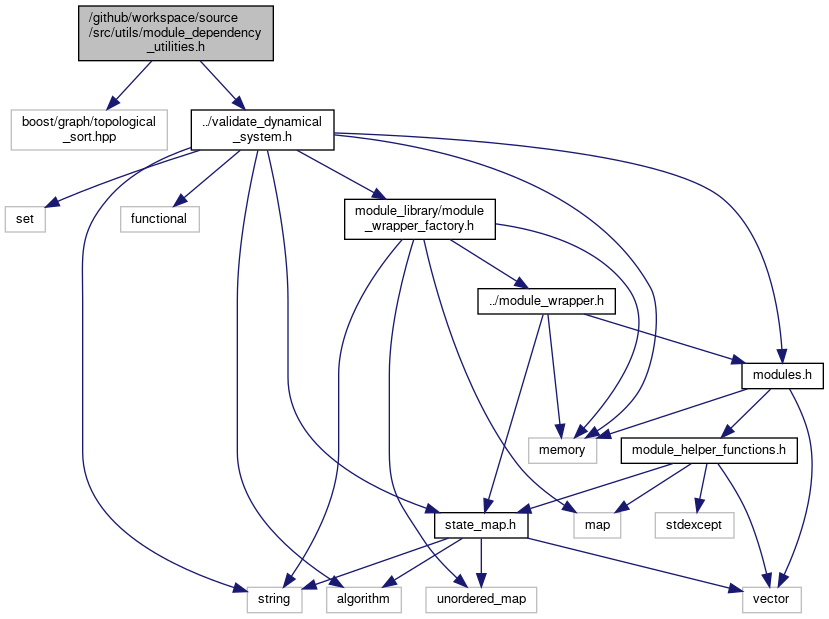 /github/workspace/source
/src/utils/module_dependency
_utilities.h
boost/graph/topological
_sort.hpp
../validate_dynamical
_system.h
set
functional
module_library/module
_wrapper_factory.h
../module_wrapper.h
modules.h
memory
module_helper_functions.h
state_map.h
map
stdexcept
string
algorithm
unordered_map
vector